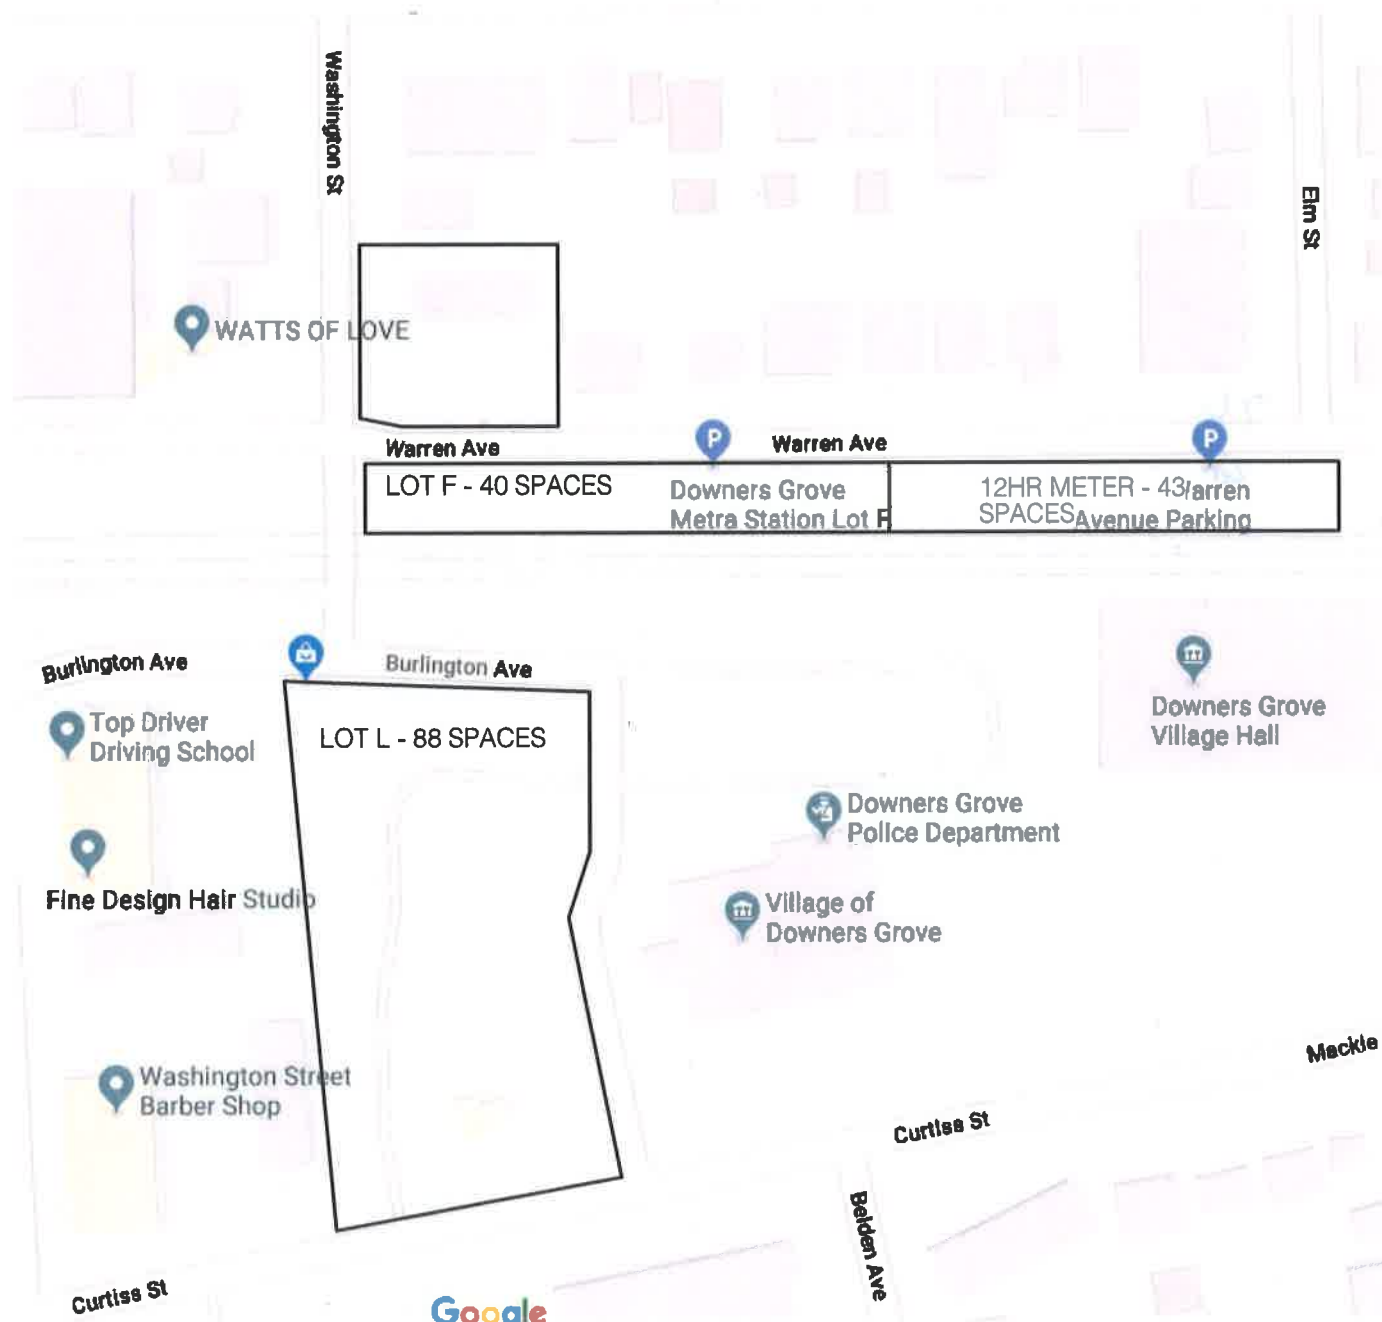 Washington St
Elm St
WATTS OF LOVE
Warren Ave
Warren Ave
LOT F - 40 SPACES
Downers Grove
Metra Station Lot F
12HR METER - 43
SPACES
arren
Avenue Parking
Burlington Ave
Burlington Ave
Top Driver
Driving School
LOT L - 88 SPACES
Downers Grove
Village Hall
Downers Grove
Police Department
Fine Design Hair Studio
Village of
Downers Grove
Washington Street
Barber Shop
Mackie
Curtiss St
Belden Ave
Curtiss St
Google